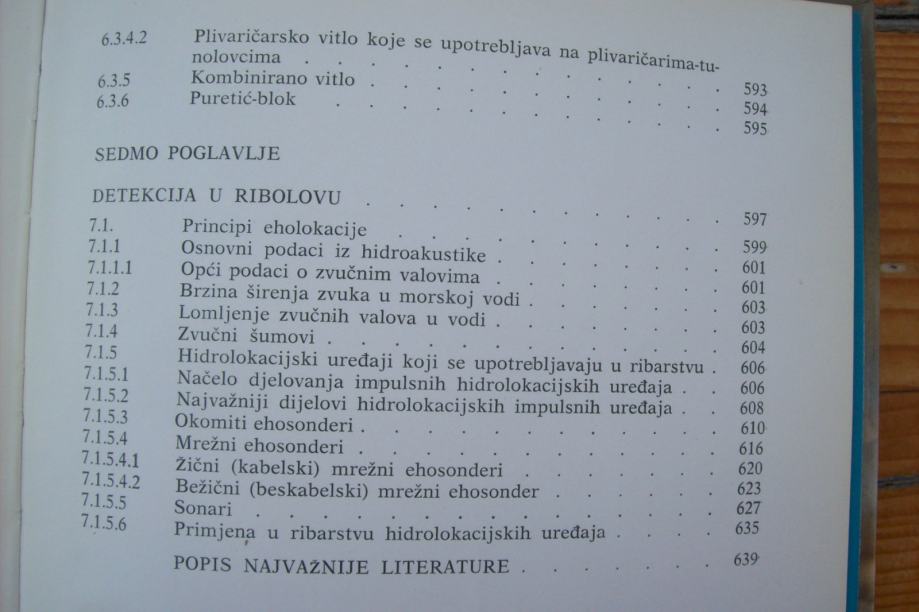 6.3.4.2 Plivaričarsko vitlo koje se upotrebljava na plivaričarima-tu-
nolovcima . . . . . . . . . . . . 593
6.3.5 Kombinirano vitlo . . . . . . . . . . 594
6.3.6 Puretić-blok . . . . . . . . . . . 595
SEDMO POGLAVLJE
DETEKCIJA U RIBOLOVU . . . . . . . . . . 597
7.1. Principi eholokacije . . . . . . . . . . 599
7.1.1 Osnovni podaci iz hidroakustike . . . . . . . 601
7.1.1.1 Opći podaci o zvučnim valovima . . . . . . . 601
7.1.2 Brzina širenja zvuka u morskoj vodi . . . . . . 603
7.1.3 Lomljenje zvučnih valova u vodi . . . . . . . 603
7.1.4 Zvučni šumovi . . . . . . . . . . . . 604
7.1.5 Hidrolokacijski uređaji koji se upotrebljavaju u ribarstvu . 606
7.1.5.1 Načelo djelovanja impulsnih hidrolokacijskih uređaja . . 606
7.1.5.2 Najvažniji dijelovi hidrolokacijskih impulsnih uređaja . . 608
7.1.5.3 Okomiti ehosonderi . . . . . . . . . . . 610
7.1.5.4 Mrežni ehosonderi . . . . . . . . . . . 616
7.1.5.4.1 Žični (kabelski) mrežni ehosonderi . . . . . . 620
7.1.5.4.2 Bežični (beskabelski) mrežni ehosonder . . . . . 623
7.1.5.5 Sonari . . . . . . . . . . . . . . 627
7.1.5.6 Primjena u ribarstvu hidrolokacijskih uređaja . . . . 635
POPIS NAJVAŽNIJE LITERATURE . . . . . . 639